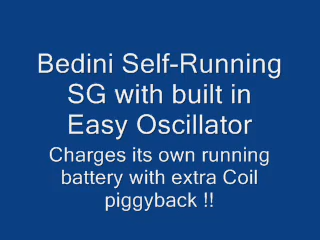 Bedini Self-Running
SG with built in
Easy Oscillator
Charges its own running
battery with extra Coil
piggyback !!